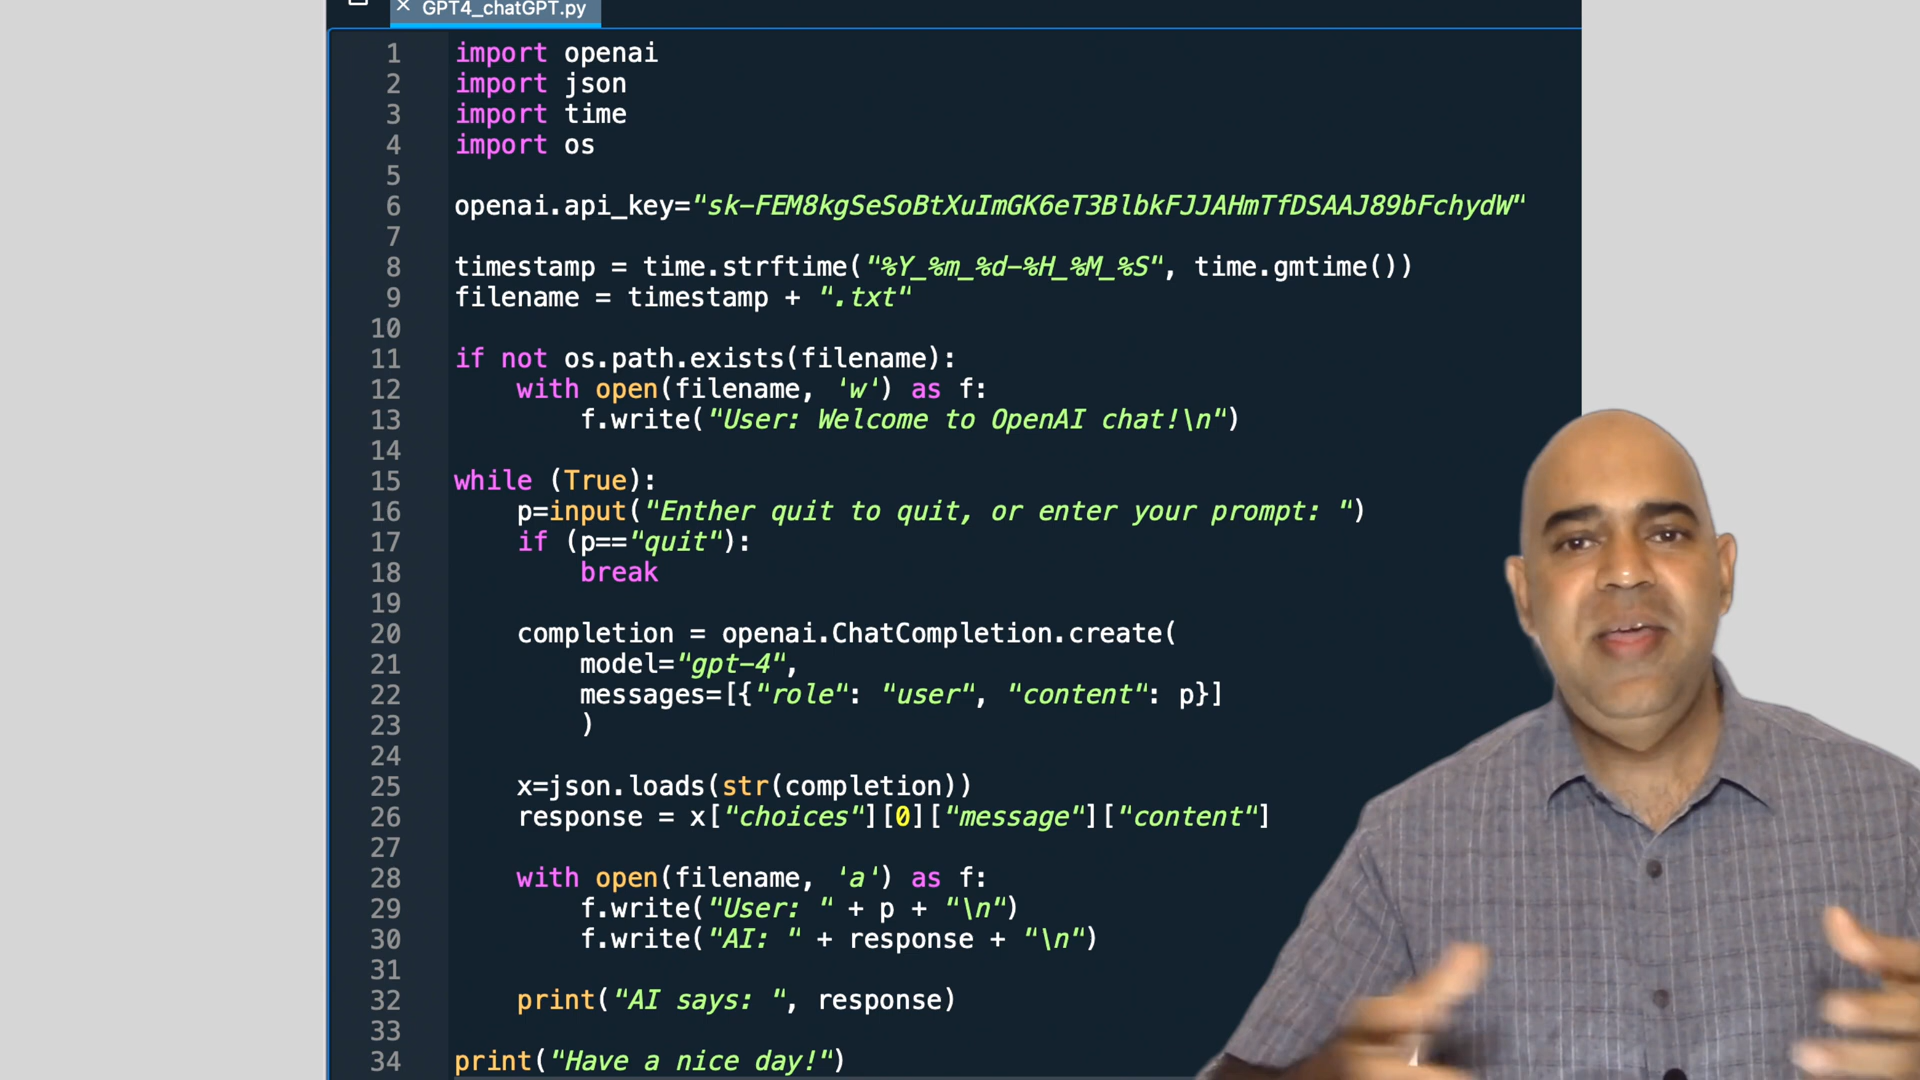 GPT4_chatGPT.py
1 import openai
2 import json
3 import time
4 import os
5
6 openai.api_key="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"
7
8 timestamp = time.strftime("%Y_%m_%d-%H_%M_%S", time.gmtime())
9 filename = timestamp + ".txt"
10
11 if not os.path.exists(filename):
12     with open(filename, 'w') as f:
13         f.write("User: Welcome to OpenAI chat!\n")
14
15 while (True):
16     p=input("Enther quit to quit, or enter your prompt: ")
17     if (p=="quit"):
18         break
19
20     completion = openai.ChatCompletion.create(
21         model="gpt-4",
22         messages=[{"role": "user", "content": p}]
23         )
24
25     x=json.loads(str(completion))
26     response = x["choices"][0]["message"]["content"]
27
28     with open(filename, 'a') as f:
29         f.write("User: " + p + "\n")
30         f.write("AI: " + response + "\n")
31
32     print("AI says: ", response)
33
34 print("Have a nice day!")